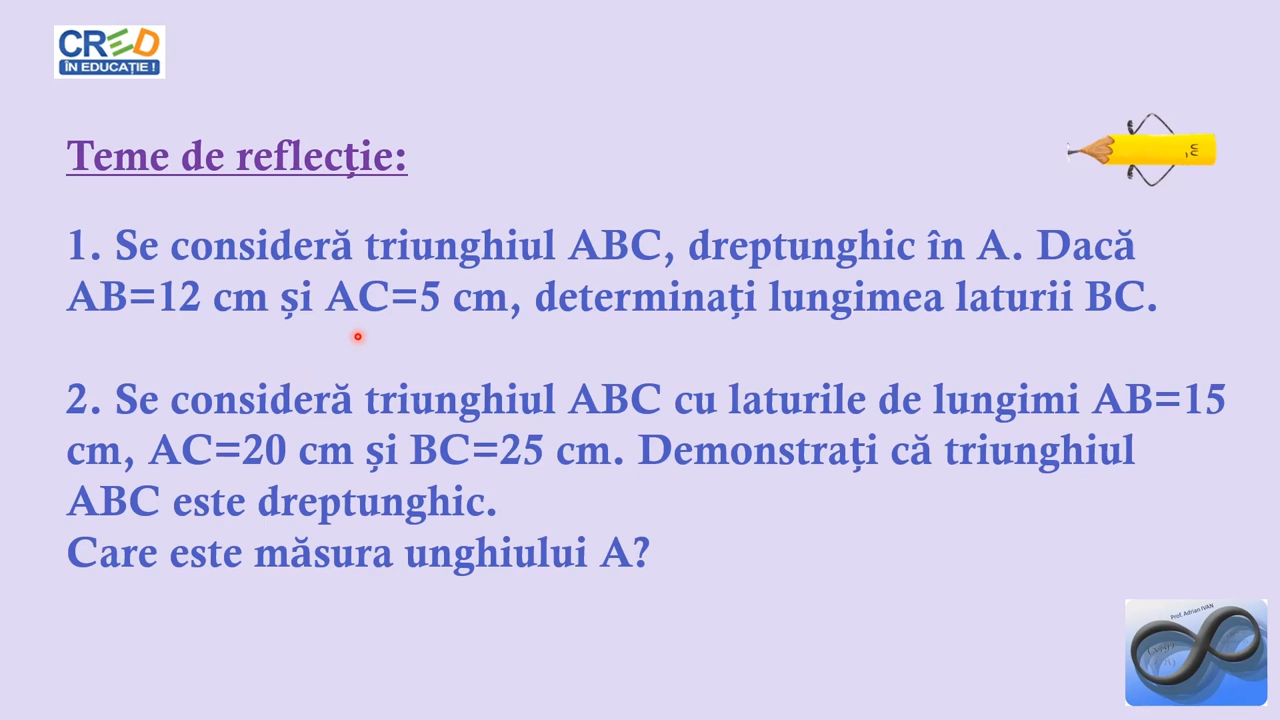 CRED
ÎN EDUCAȚIE !
Teme de reflecție:
1. Se consideră triunghiul ABC, dreptunghic în A. Dacă
AB=12 cm și AC=5 cm, determinați lungimea laturii BC.
2. Se consideră triunghiul ABC cu laturile de lungimi AB=15
cm, AC=20 cm și BC=25 cm. Demonstrați că triunghiul
ABC este dreptunghic.
Care este măsura unghiului A?
Prof. Adrian IVAN